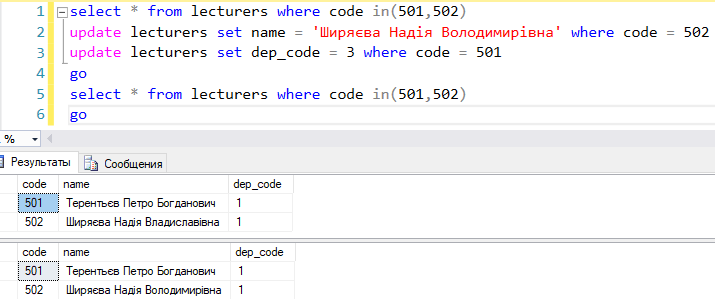 1 select * from lecturers where code in(501,502)
2 update lecturers set name = 'Ширяєва Надія Володимирівна' where code = 502
3 update lecturers set dep_code = 3 where code = 501
4 go
5 select * from lecturers where code in(501,502)
6 go
%
Результаты Сообщения
code name dep_code
501 Терентьєв Петро Богданович 1
502 Ширяєва Надія Владиславівна 1
code name dep_code
501 Терентьєв Петро Богданович 1
502 Ширяєва Надія Володимирівна 1